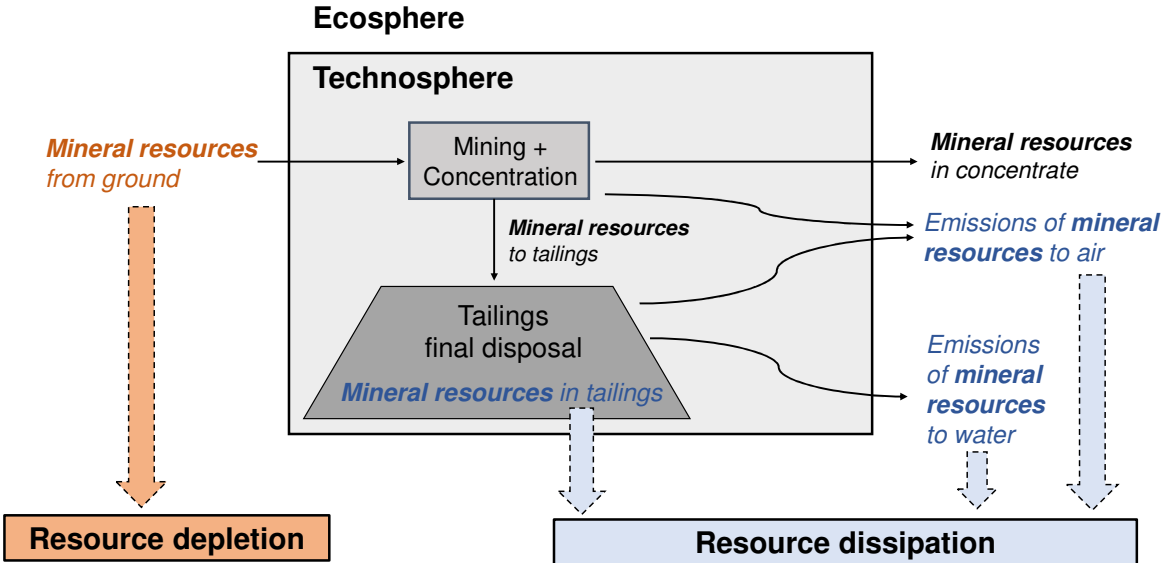 Ecosphere
Technosphere
Mineral resources
from ground
Mining +
Concentration
Mineral resources
in concentrate
Mineral resources
to tailings
Emissions of mineral
resources to air
Tailings
final disposal
Mineral resources in tailings
Emissions
of mineral
resources
to water
Resource depletion
Resource dissipation